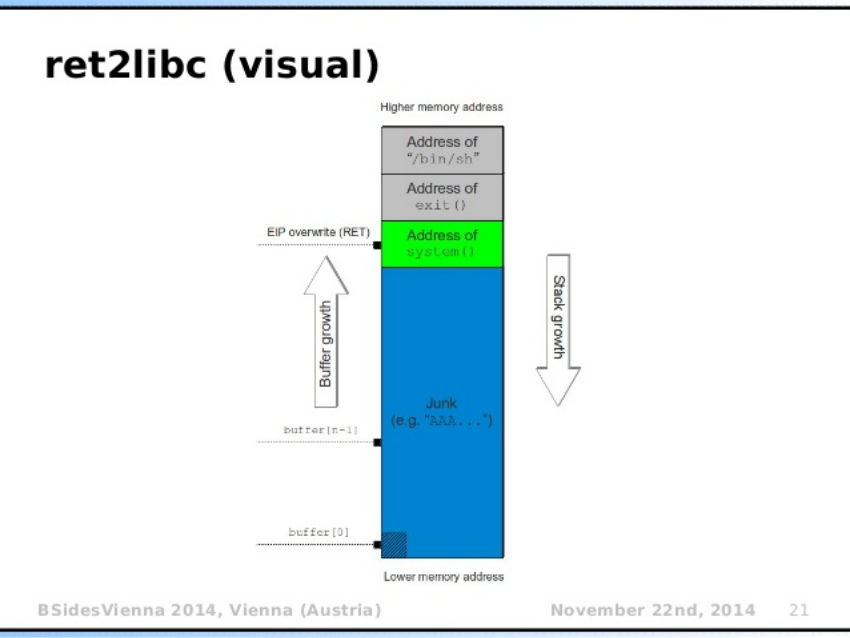 ret2libc (visual)
Higher memory address
Address of
"/bin/sh"
Address of
exit()
EIP overwrite (RET)
Address of
system()
Buffer growth
Stack growth
Junk
(e.g. "AAA...")
buffer[n-1]
buffer[0]
Lower memory address
BSidesVienna 2014, Vienna (Austria)
November 22nd, 2014
21